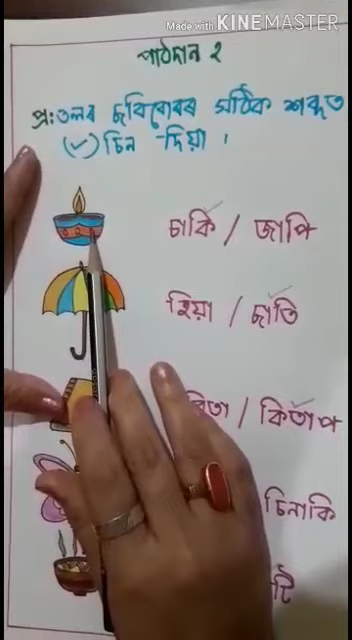 Made with KINEMASTER
পাঠদান ২
প্ৰ: তলৰ ছবিবোৰৰ সঠিক শব্দত
(✓) চিন দিয়া ।
চাকি / জাপি
হিয়া / ছাতি
/ কিতাপ
চিনাকি